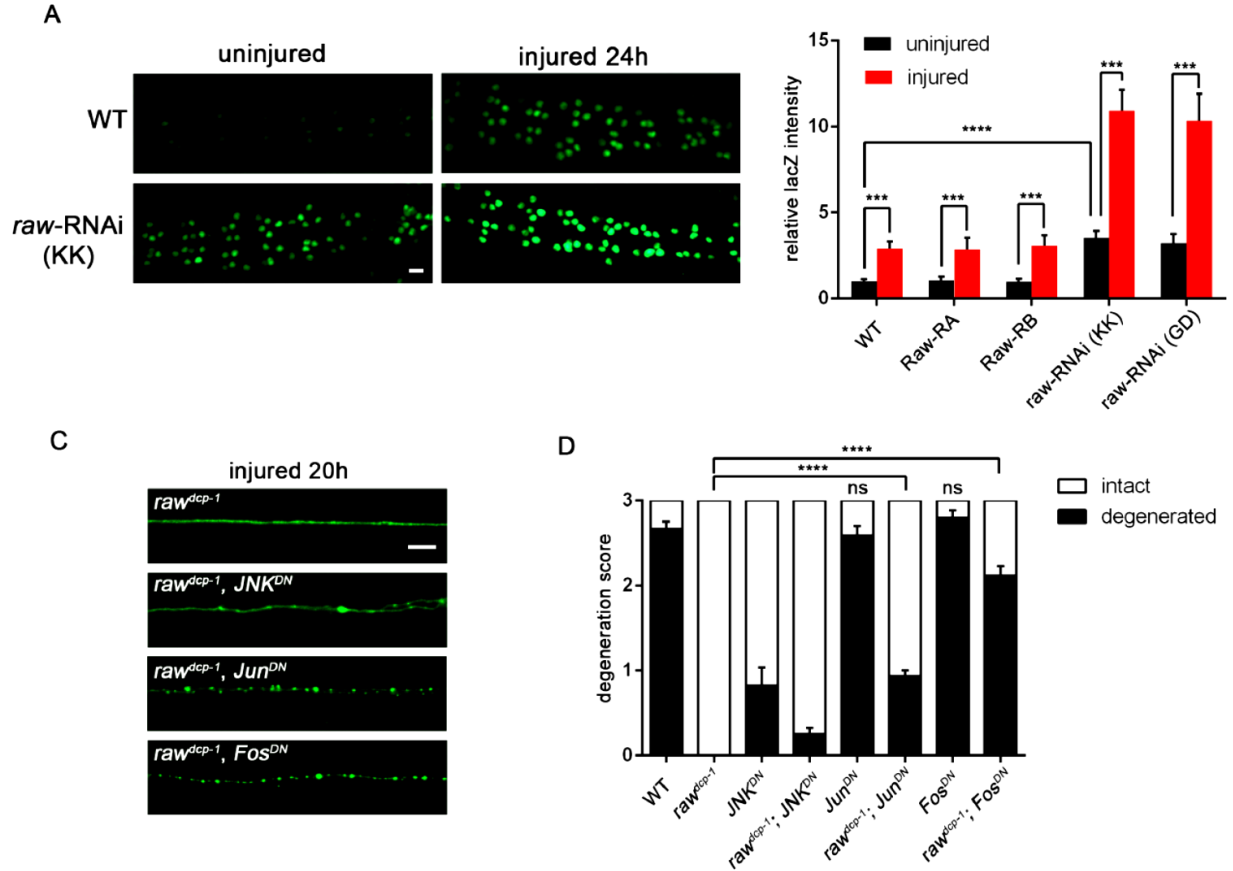 A
uninjured
injured 24h
WT
raw-RNAi
(KK)
relative lacZ intensity
15
10
5
0
uninjured
injured
****
***
***
***
***
***
WT
Raw-RA
Raw-RB
raw-RNAi (KK)
raw-RNAi (GD)
C
injured 20h
raw^dcp-1
raw^dcp-1, JNK^DN
raw^dcp-1, Jun^DN
raw^dcp-1, Fos^DN
D
degeneration score
3
2
1
0
****
****
ns
ns
intact
degenerated
WT
raw^dcp-1
JNK^DN
raw^dcp-1; JNK^DN
Jun^DN
raw^dcp-1; Jun^DN
Fos^DN
raw^dcp-1; Fos^DN